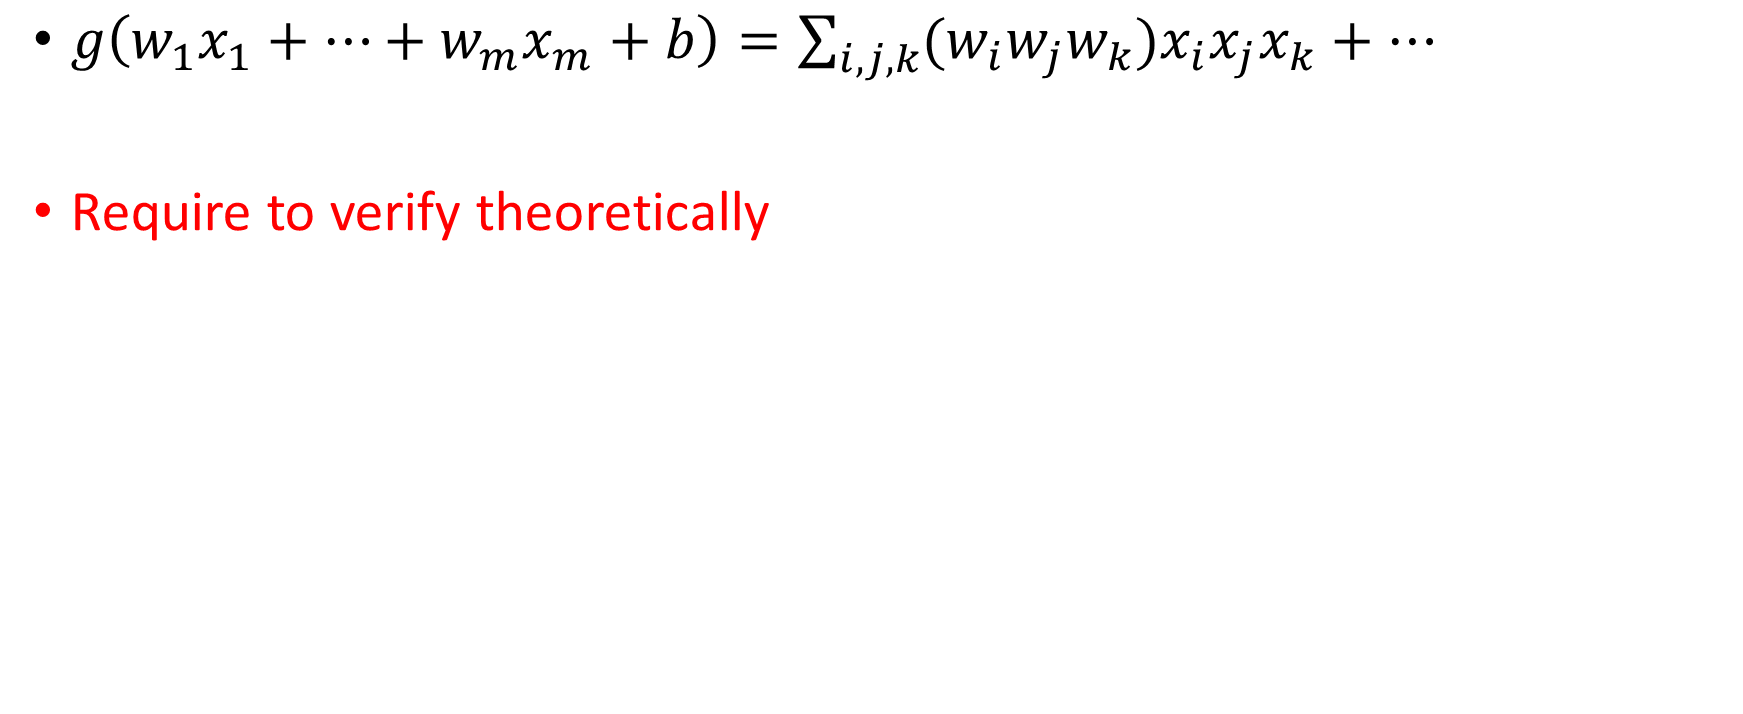 • g(w₁x₁ + ⋯ + wₘxₘ + b) = ∑ᵢ,ⱼ,ₖ(wᵢwⱼwₖ)xᵢxⱼxₖ + ⋯
• Require to verify theoretically